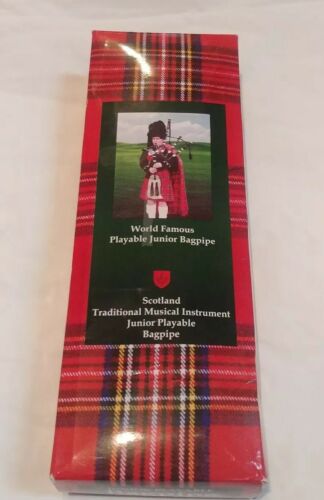 World Famous
Playable Junior Bagpipe
Scotland
Traditional Musical Instrument
Junior Playable
Bagpipe